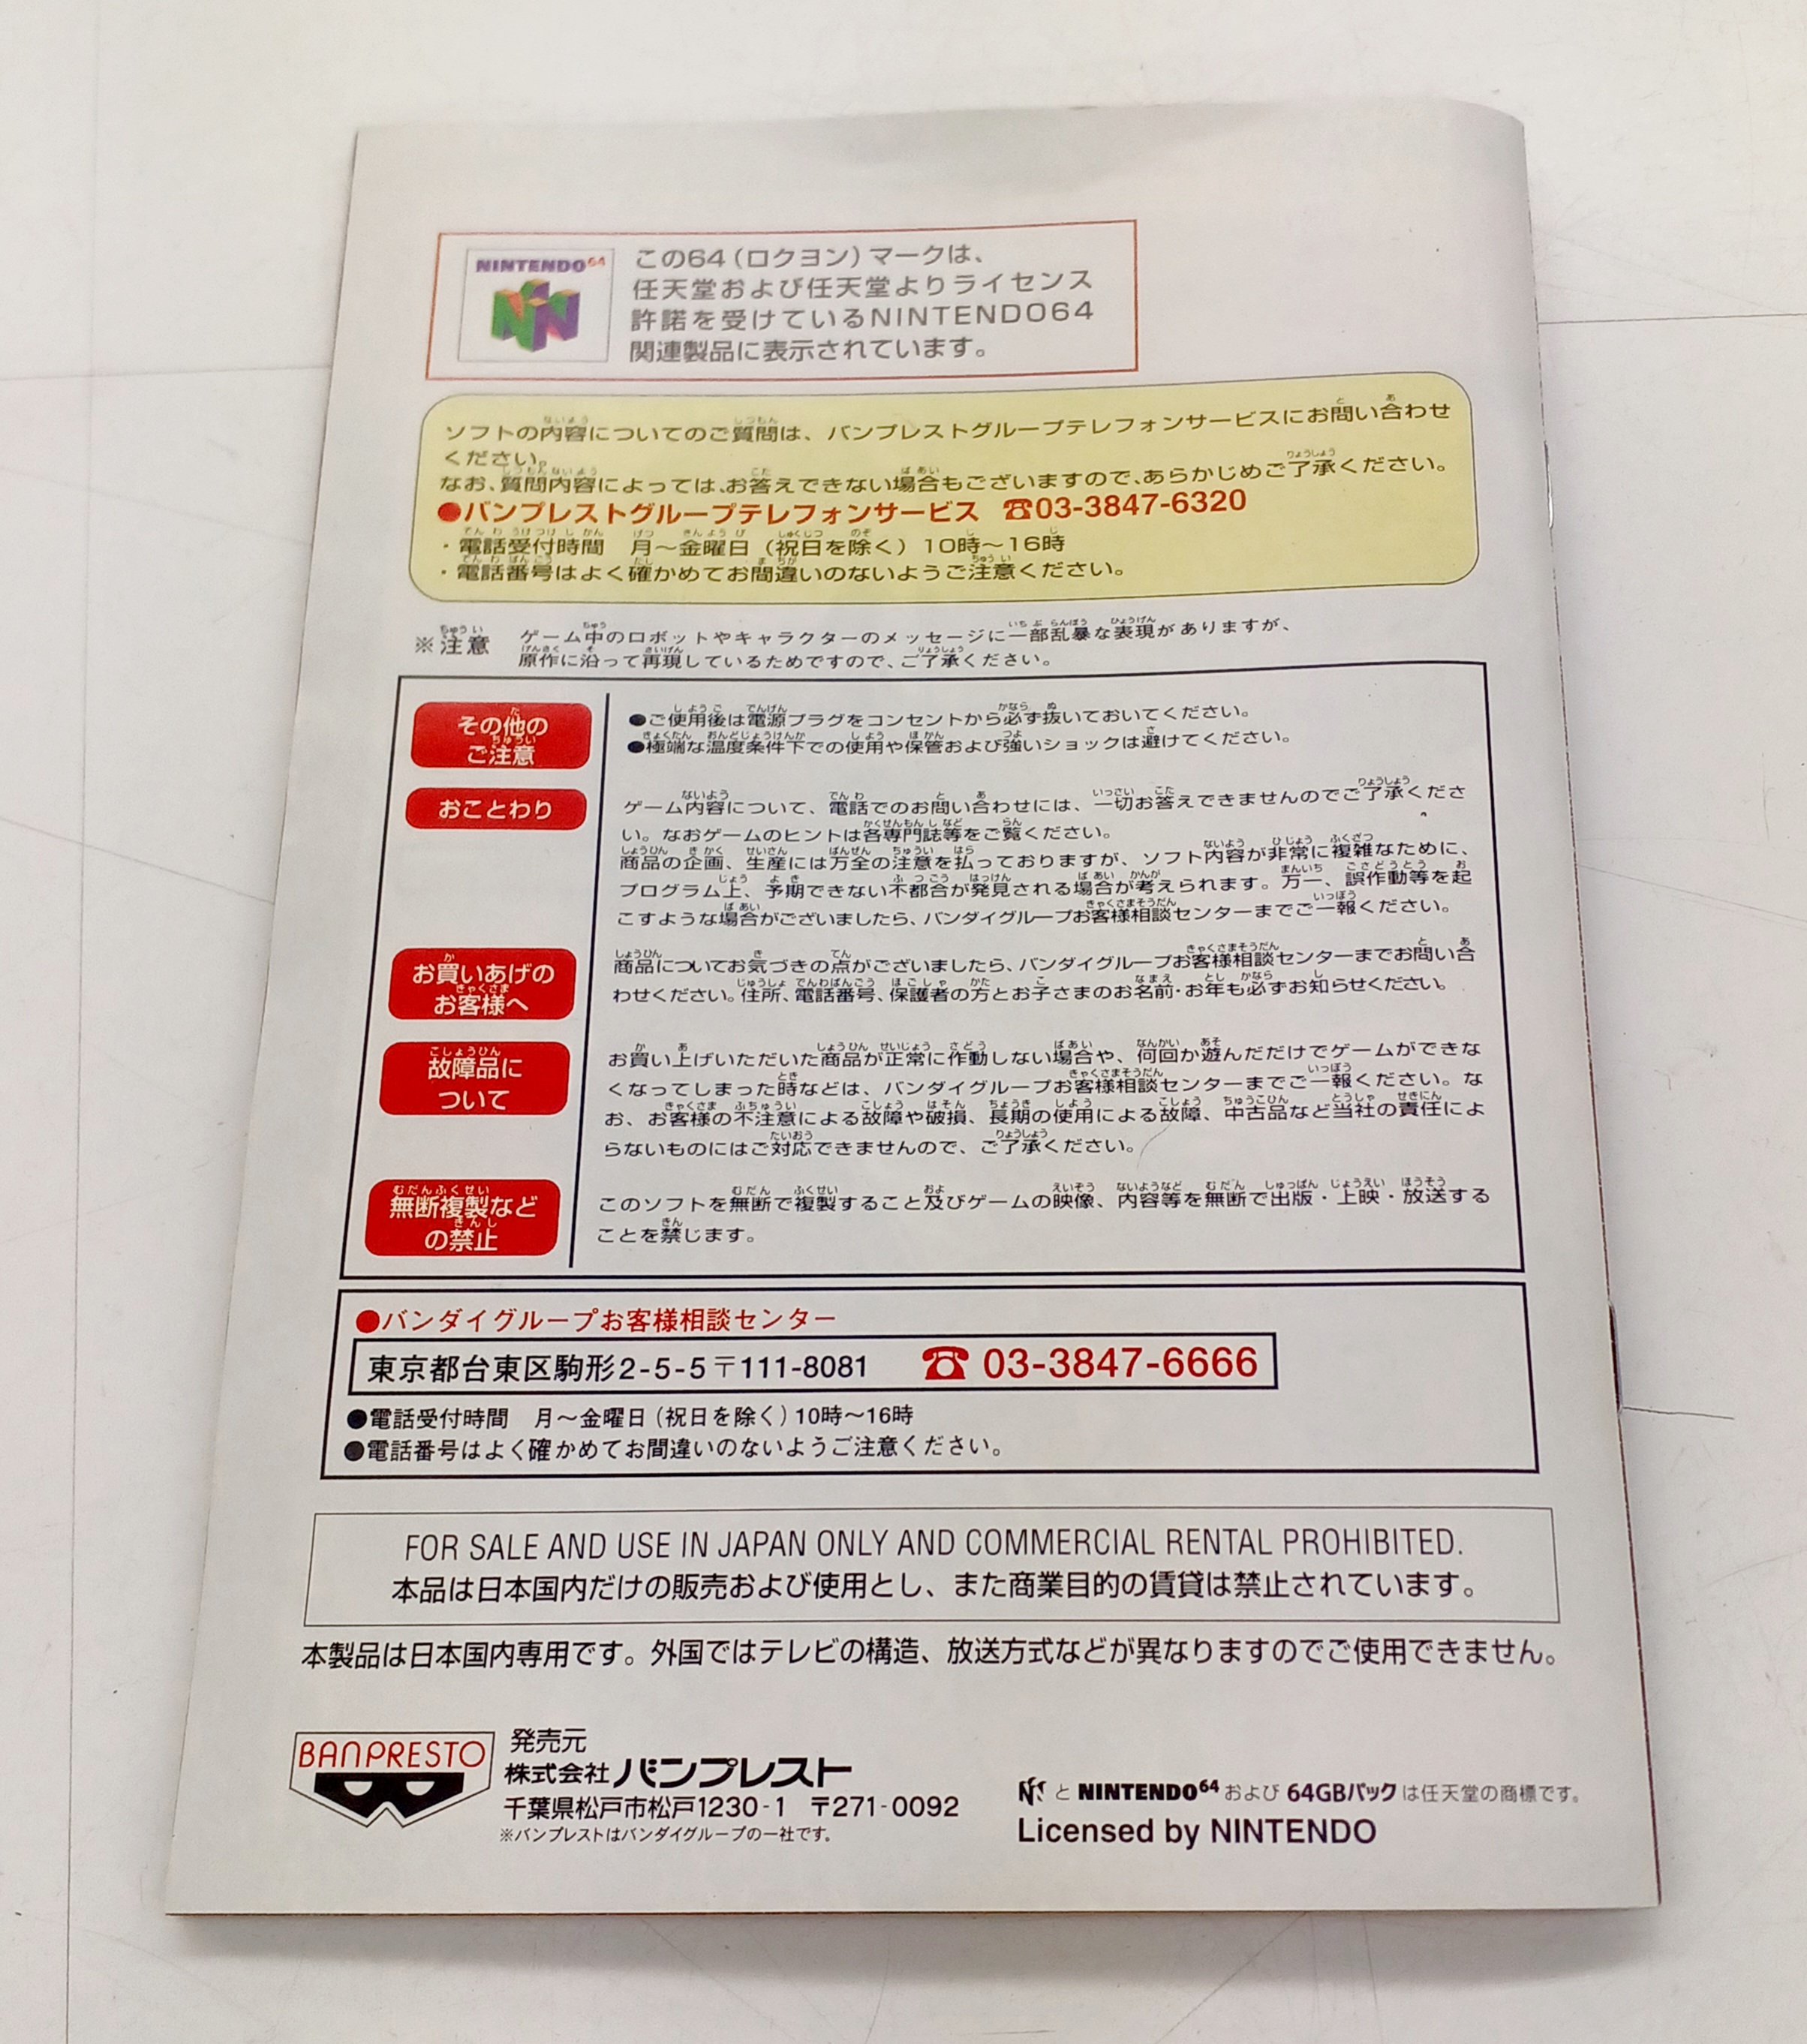 NINTENDO64
この64（ロクヨン）マークは、
任天堂および任天堂よりライセンス
許諾を受けているNINTENDO64
関連製品に表示されています。
ソフトの内容についてのご質問は、バンプレストグループテレフォンサービスにお問い合わせ
ください。
なお、質問内容によっては、お答えできない場合もございますので、あらかじめご了承ください。
●バンプレストグループテレフォンサービス ☎03-3847-6320
・電話受付時間 月～金曜日（祝日を除く）10時～16時
・電話番号はよく確かめてお間違いのないようご注意ください。
※注意 ゲーム中のロボットやキャラクターのメッセージに一部乱暴な表現がありますが、
原作に沿って再現しているためですので、ご了承ください。
その他の
ご注意
●ご使用後は電源プラグをコンセントから必ず抜いておいてください。
●極端な温度条件下での使用や保管および強いショックは避けてください。
おことわり
ゲーム内容について、電話でのお問い合わせには、一切お答えできませんのでご了承くださ
い。なおゲームのヒントは各専門誌等をご覧ください。
商品の企画、生産には万全の注意を払っておりますが、ソフト内容が非常に複雑なために、
プログラム上、予期できない不都合が発見される場合が考えられます。万一、誤作動等を起
こすような場合がございましたら、バンダイグループお客様相談センターまでご一報ください。
お買いあげの
お客様へ
商品についてお気づきの点がございましたら、バンダイグループお客様相談センターまでお問い合
わせください。住所、電話番号、保護者の方とお子さまのお名前・お年も必ずお知らせください。
故障品に
ついて
お買い上げいただいた商品が正常に作動しない場合や、何回か遊んだだけでゲームができな
くなってしまった時などは、バンダイグループお客様相談センターまでご一報ください。な
お、お客様の不注意による故障や破損、長期の使用による故障、中古品など当社の責任によ
らないものにはご対応できませんので、ご了承ください。
無断複製など
の禁止
このソフトを無断で複製すること及びゲームの映像、内容等を無断で出版・上映・放送する
ことを禁じます。
●バンダイグループお客様相談センター
東京都台東区駒形2-5-5〒111-8081 ☎ 03-3847-6666
●電話受付時間 月～金曜日（祝日を除く）10時～16時
●電話番号はよく確かめてお間違いのないようご注意ください。
FOR SALE AND USE IN JAPAN ONLY AND COMMERCIAL RENTAL PROHIBITED.
本品は日本国内だけの販売および使用とし、また商業目的の賃貸は禁止されています。
本製品は日本国内専用です。外国ではテレビの構造、放送方式などが異なりますのでご使用できません。
BANPRESTO
発売元
株式会社バンプレスト
千葉県松戸市松戸1230-1 〒271-0092
※バンプレストはバンダイグループの一社です。
と NINTENDO64 および 64GBパック は任天堂の商標です。
Licensed by NINTENDO